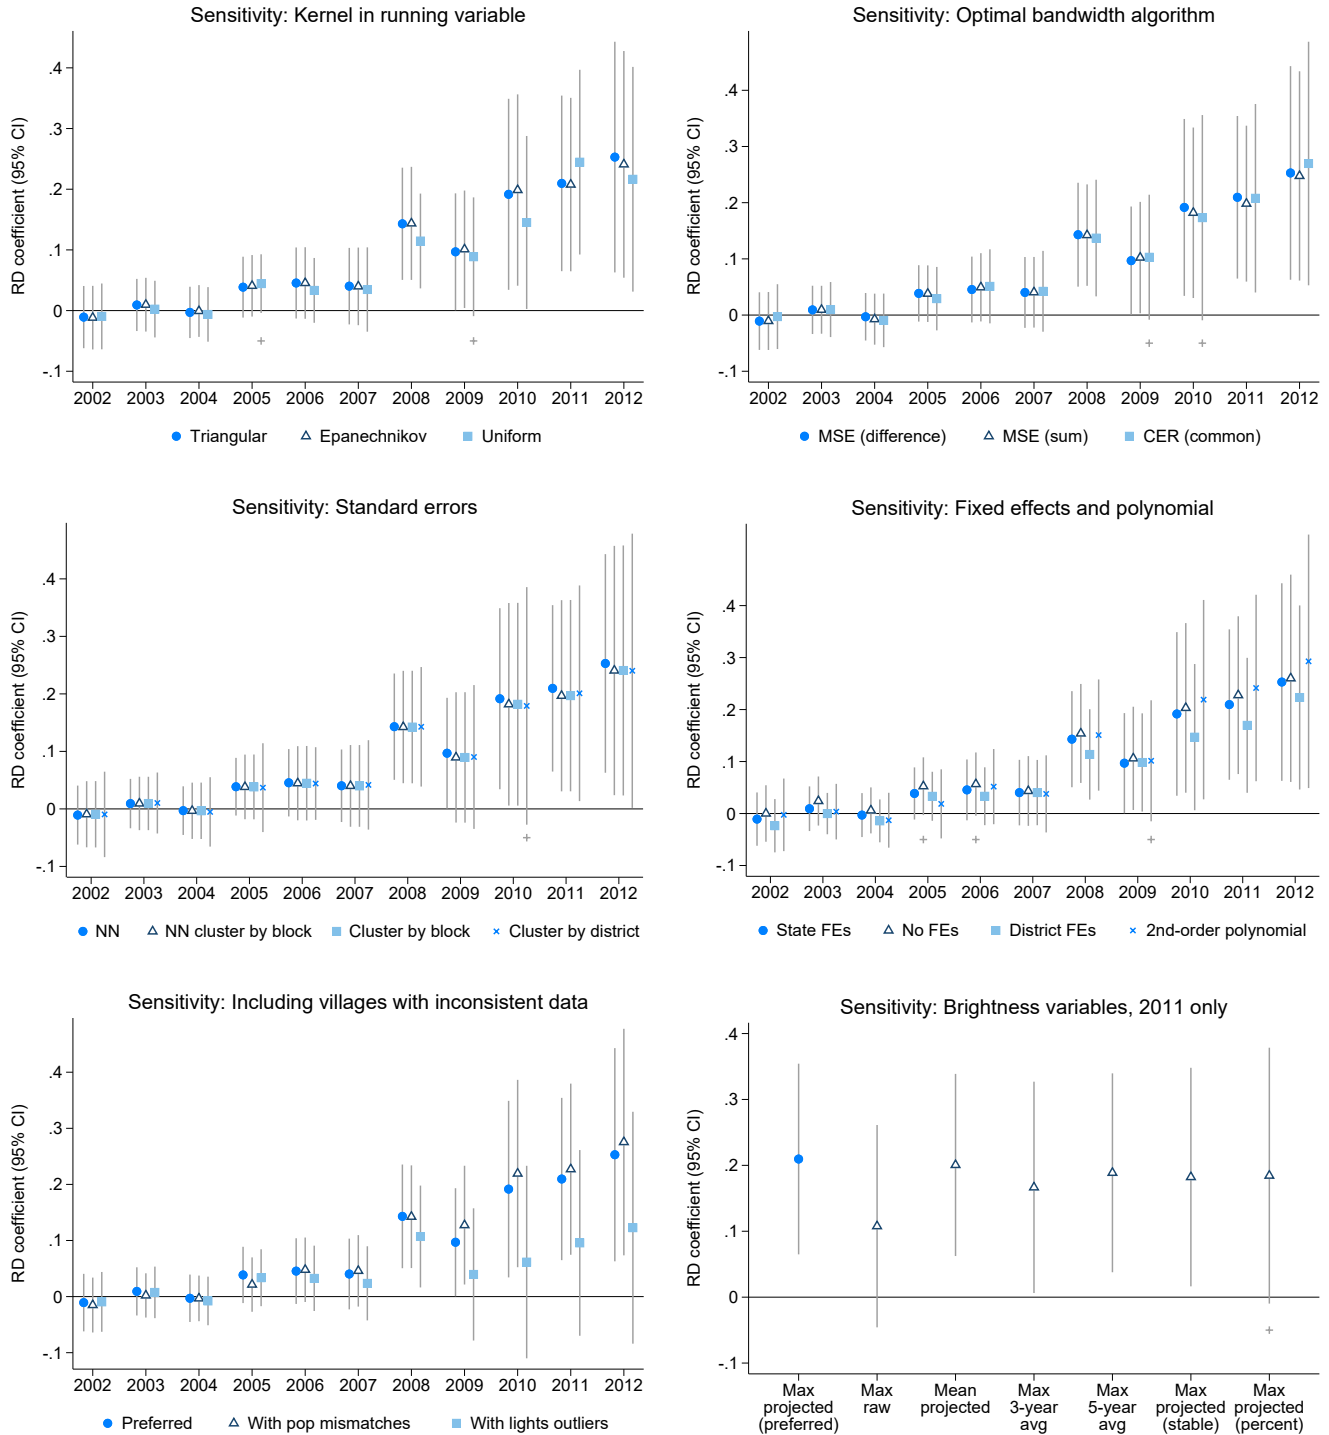 Sensitivity: Kernel in running variable
RD coefficient (95% CI)
.4
.3
.2
.1
0
-.1
2002 2003 2004 2005 2006 2007 2008 2009 2010 2011 2012
Triangular Epanechnikov Uniform
Sensitivity: Optimal bandwidth algorithm
RD coefficient (95% CI)
.4
.3
.2
.1
0
-.1
2002 2003 2004 2005 2006 2007 2008 2009 2010 2011 2012
MSE (difference) MSE (sum) CER (common)
Sensitivity: Standard errors
RD coefficient (95% CI)
.4
.3
.2
.1
0
-.1
2002 2003 2004 2005 2006 2007 2008 2009 2010 2011 2012
NN NN cluster by block Cluster by block Cluster by district
Sensitivity: Fixed effects and polynomial
RD coefficient (95% CI)
.4
.3
.2
.1
0
-.1
2002 2003 2004 2005 2006 2007 2008 2009 2010 2011 2012
State FEs No FEs District FEs 2nd-order polynomial
Sensitivity: Including villages with inconsistent data
RD coefficient (95% CI)
.4
.3
.2
.1
0
-.1
2002 2003 2004 2005 2006 2007 2008 2009 2010 2011 2012
Preferred With pop mismatches With lights outliers
Sensitivity: Brightness variables, 2011 only
RD coefficient (95% CI)
.4
.3
.2
.1
0
-.1
Max projected (preferred)
Max raw
Mean projected
Max 3-year avg
Max 5-year avg
Max projected (stable)
Max projected (percent)